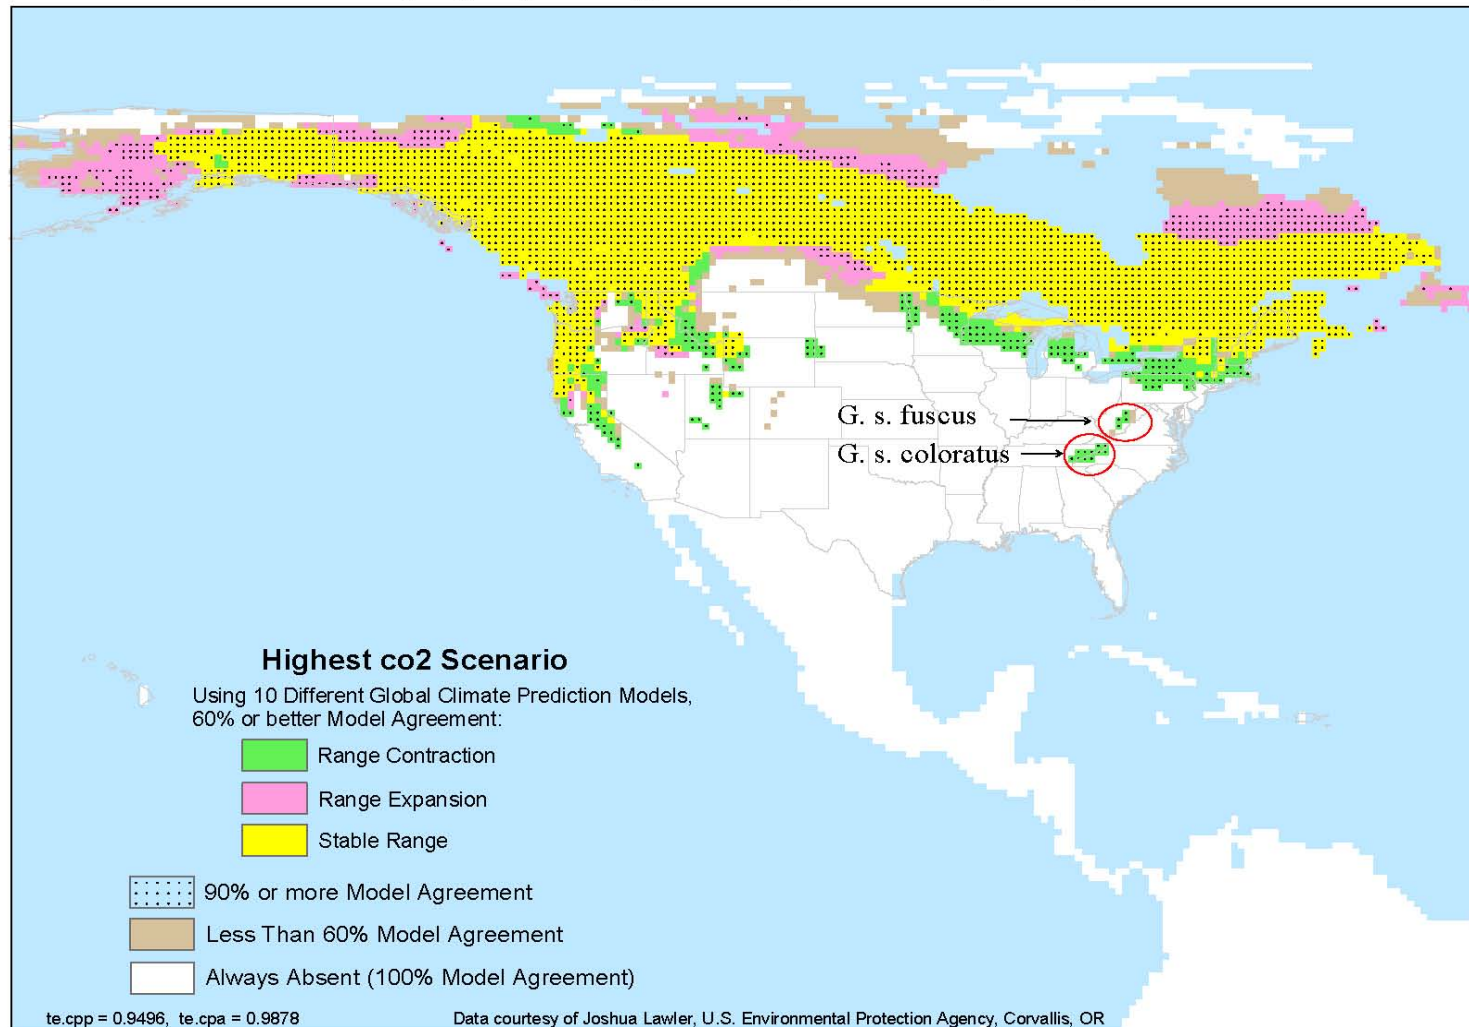 G. s. fuscus
G. s. coloratus
Highest co2 Scenario
Using 10 Different Global Climate Prediction Models,
60% or better Model Agreement:
Range Contraction
Range Expansion
Stable Range
90% or more Model Agreement
Less Than 60% Model Agreement
Always Absent (100% Model Agreement)
te.cpp = 0.9496, te.cpa = 0.9878
Data courtesy of Joshua Lawler, U.S. Environmental Protection Agency, Corvallis, OR